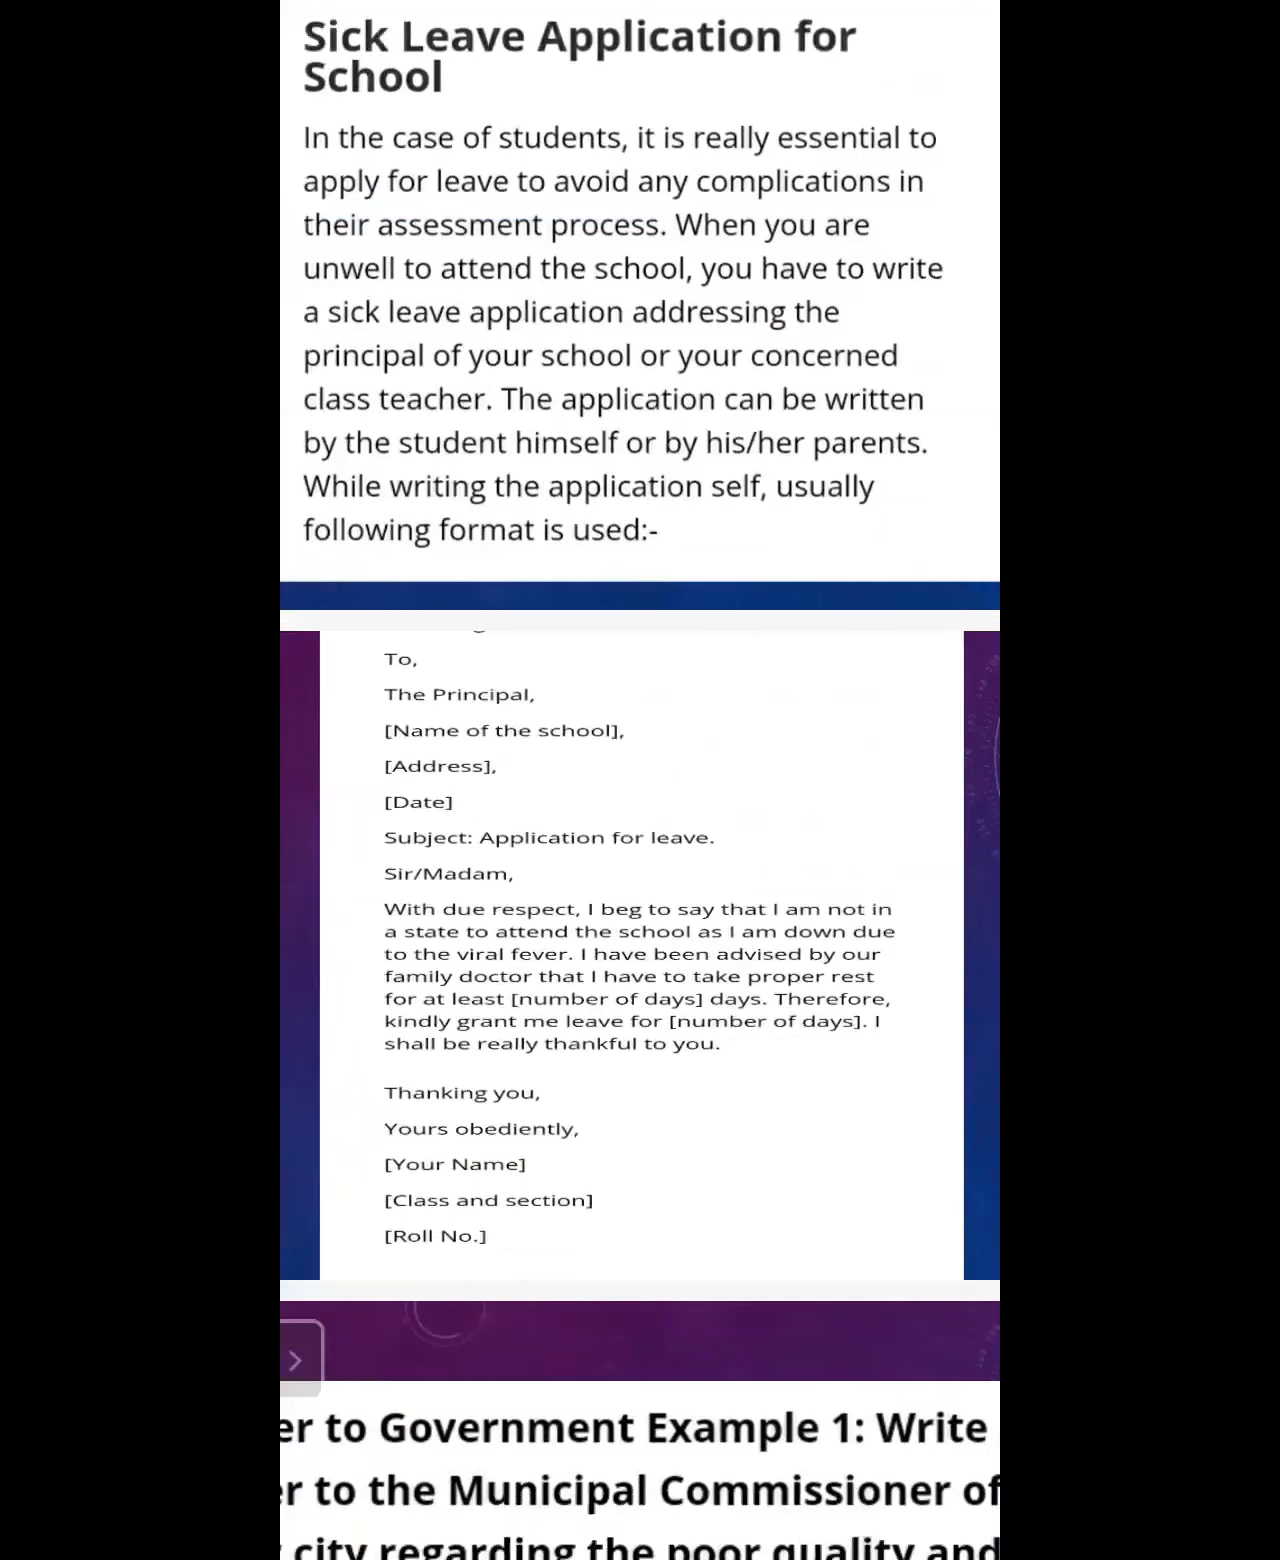 Sick Leave Application for
School
In the case of students, it is really essential to
apply for leave to avoid any complications in
their assessment process. When you are
unwell to attend the school, you have to write
a sick leave application addressing the
principal of your school or your concerned
class teacher. The application can be written
by the student himself or by his/her parents.
While writing the application self, usually
following format is used:-
To,
The Principal,
[Name of the school],
[Address],
[Date]
Subject: Application for leave.
Sir/Madam,
With due respect, I beg to say that I am not in
a state to attend the school as I am down due
to the viral fever. I have been advised by our
family doctor that I have to take proper rest
for at least [number of days] days. Therefore,
kindly grant me leave for [number of days]. I
shall be really thankful to you.
Thanking you,
Yours obediently,
[Your Name]
[Class and section]
[Roll No.]
er to Government Example 1: Write
r to the Municipal Commissioner of
city regarding the poor quality and